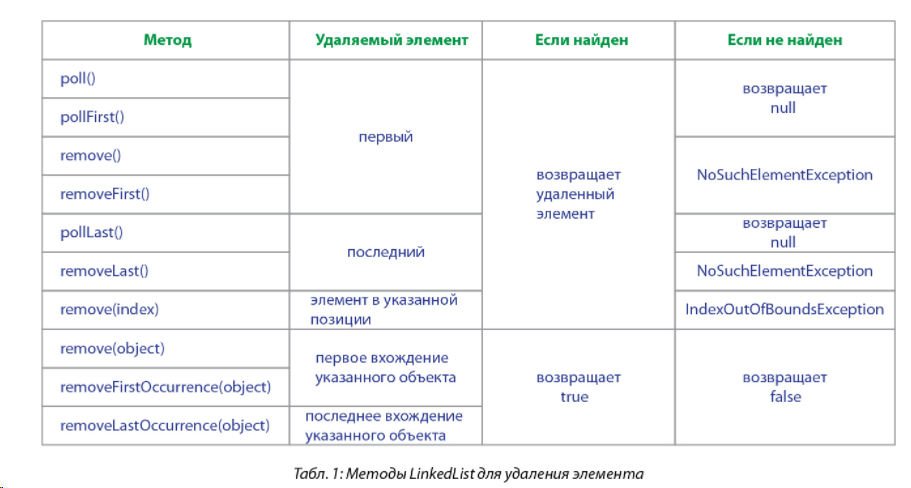 Метод Удаляемый элемент Если найден Если не найден
poll()
возвращает
null
pollFirst()
первый
remove()
возвращает
удаленный
элемент
NoSuchElementException
removeFirst()
pollLast()
возвращает
null
последний
removeLast()
NoSuchElementException
remove(index)
элемент в указанной
позиции
IndexOutOfBoundsException
remove(object)
первое вхождение
указанного объекта
возвращает
true
возвращает
false
removeFirstOccurrence(object)
removeLastOccurrence(object)
последнее вхождение
указанного объекта
Табл. 1: Методы LinkedList для удаления элемента